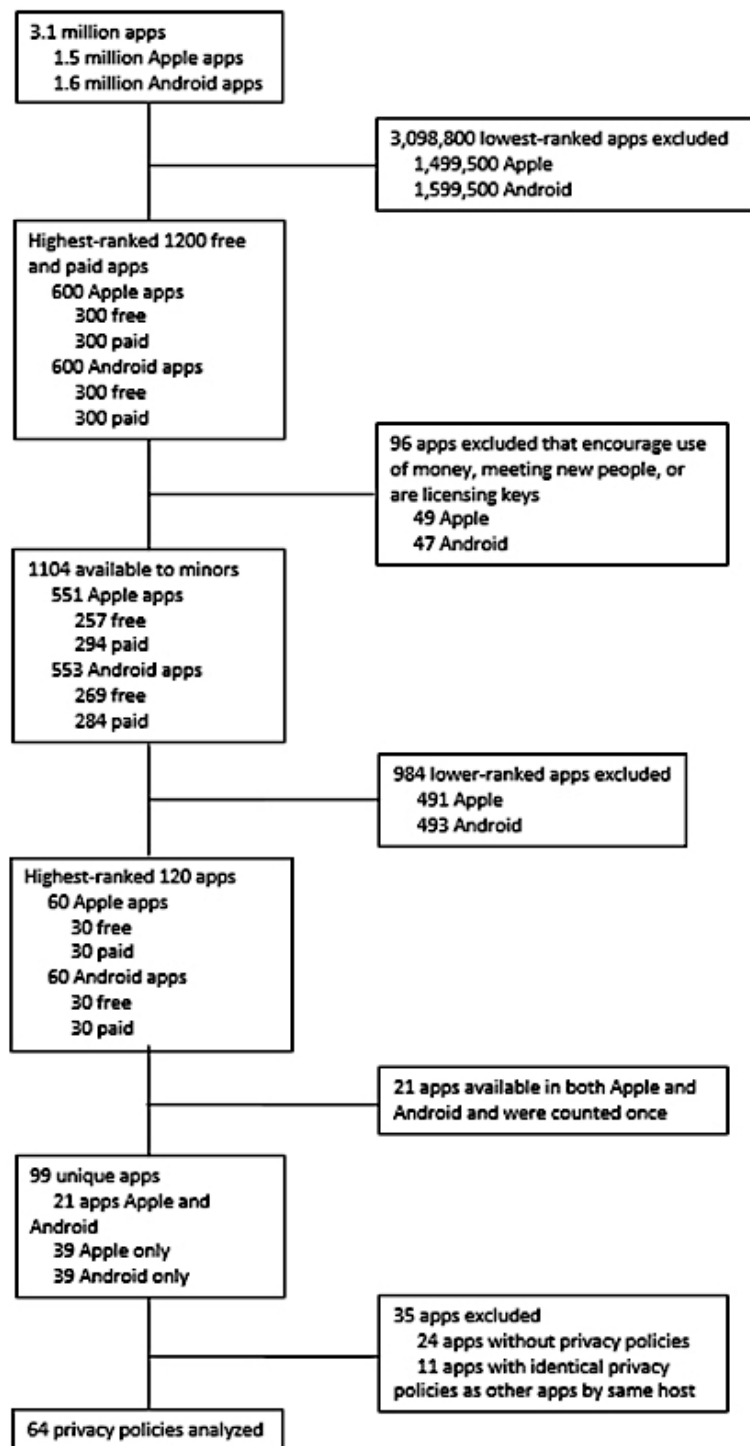 3.1 million apps
1.5 million Apple apps
1.6 million Android apps
3,098,800 lowest-ranked apps excluded
1,499,500 Apple
1,599,500 Android
Highest-ranked 1200 free
and paid apps
600 Apple apps
300 free
300 paid
600 Android apps
300 free
300 paid
96 apps excluded that encourage use
of money, meeting new people, or
are licensing keys
49 Apple
47 Android
1104 available to minors
551 Apple apps
257 free
294 paid
553 Android apps
269 free
284 paid
984 lower-ranked apps excluded
491 Apple
493 Android
Highest-ranked 120 apps
60 Apple apps
30 free
30 paid
60 Android apps
30 free
30 paid
21 apps available in both Apple and
Android and were counted once
99 unique apps
21 apps Apple and
Android
39 Apple only
39 Android only
35 apps excluded
24 apps without privacy policies
11 apps with identical privacy
policies as other apps by same host
64 privacy policies analyzed